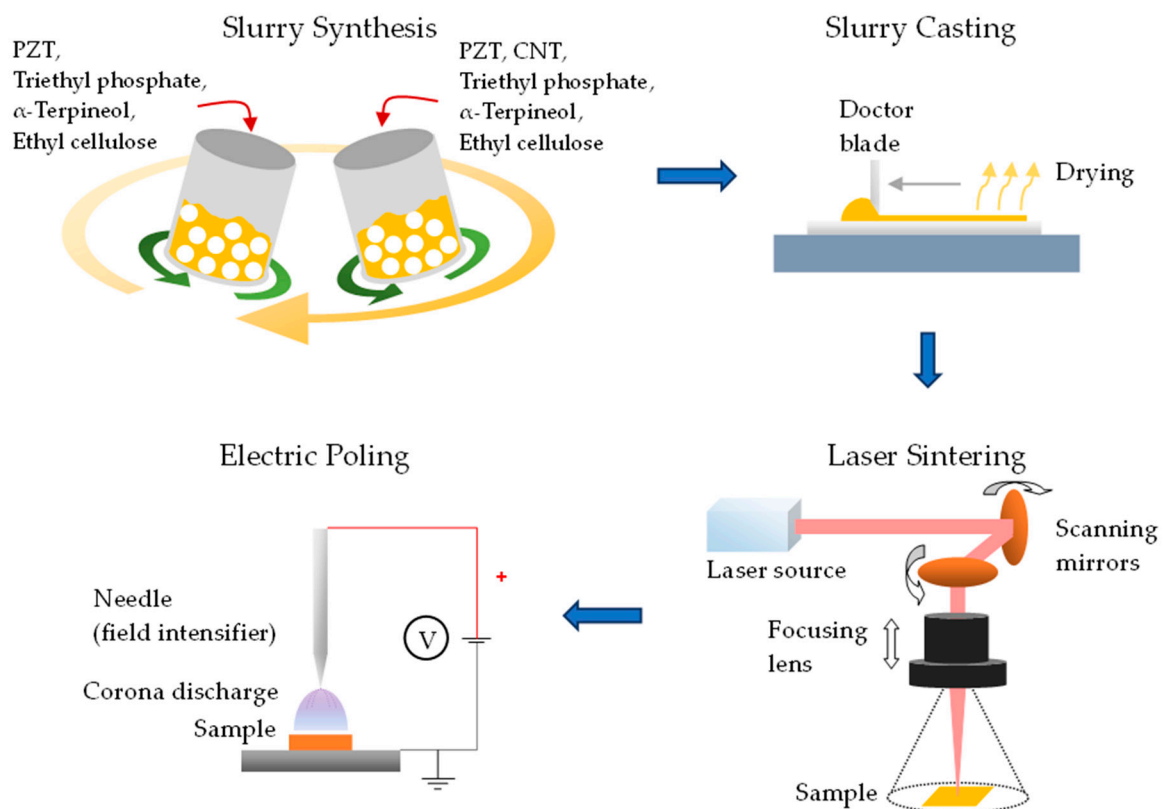 Slurry Synthesis
PZT,
Triethyl phosphate,
α-Terpineol,
Ethyl cellulose
PZT, CNT,
Triethyl phosphate,
α-Terpineol,
Ethyl cellulose
Slurry Casting
Doctor
blade
Drying
Electric Poling
Needle
(field intensifier)
Corona discharge
Sample
+
V
Laser Sintering
Laser source
Scanning
mirrors
Focusing
lens
Sample